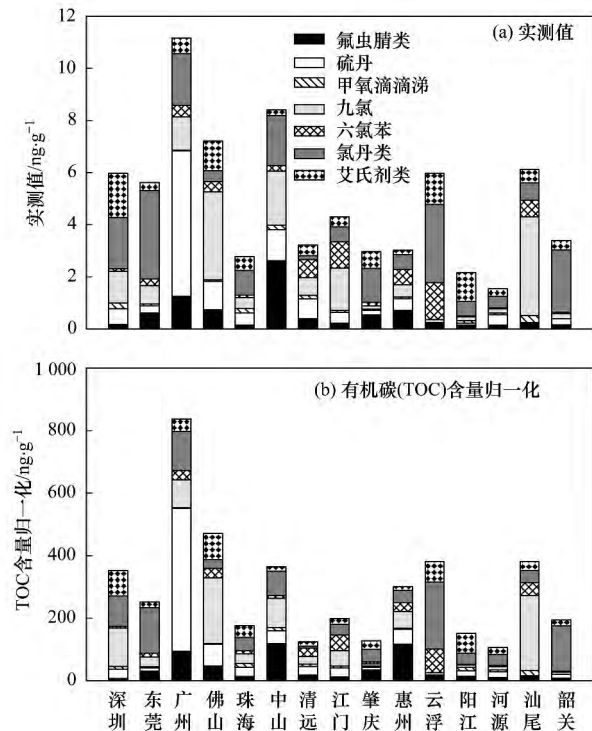 (a) 实测值
氟虫腈类
硫丹
甲氧滴滴涕
九氯
六氯苯
氯丹类
艾氏剂类
实测值/ng·g⁻¹
12
10
8
6
4
2
0
(b) 有机碳(TOC)含量归一化
TOC含量归一化/ng·g⁻¹
1 000
800
600
400
200
0
深圳
东莞
广州
佛山
珠海
中山
清远
江门
肇庆
惠州
云浮
阳江
河源
汕尾
韶关